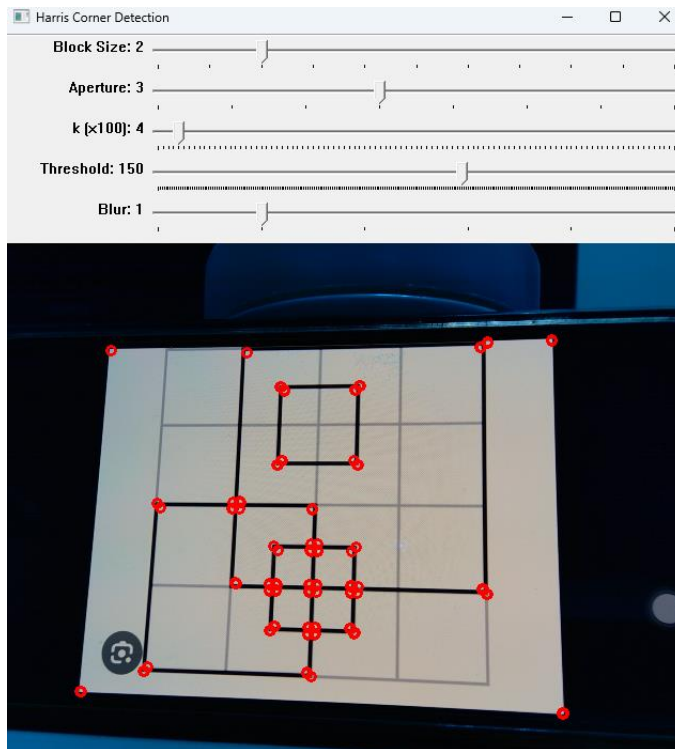 Harris Corner Detection
Block Size: 2
Aperture: 3
k (x100): 4
Threshold: 150
Blur: 1